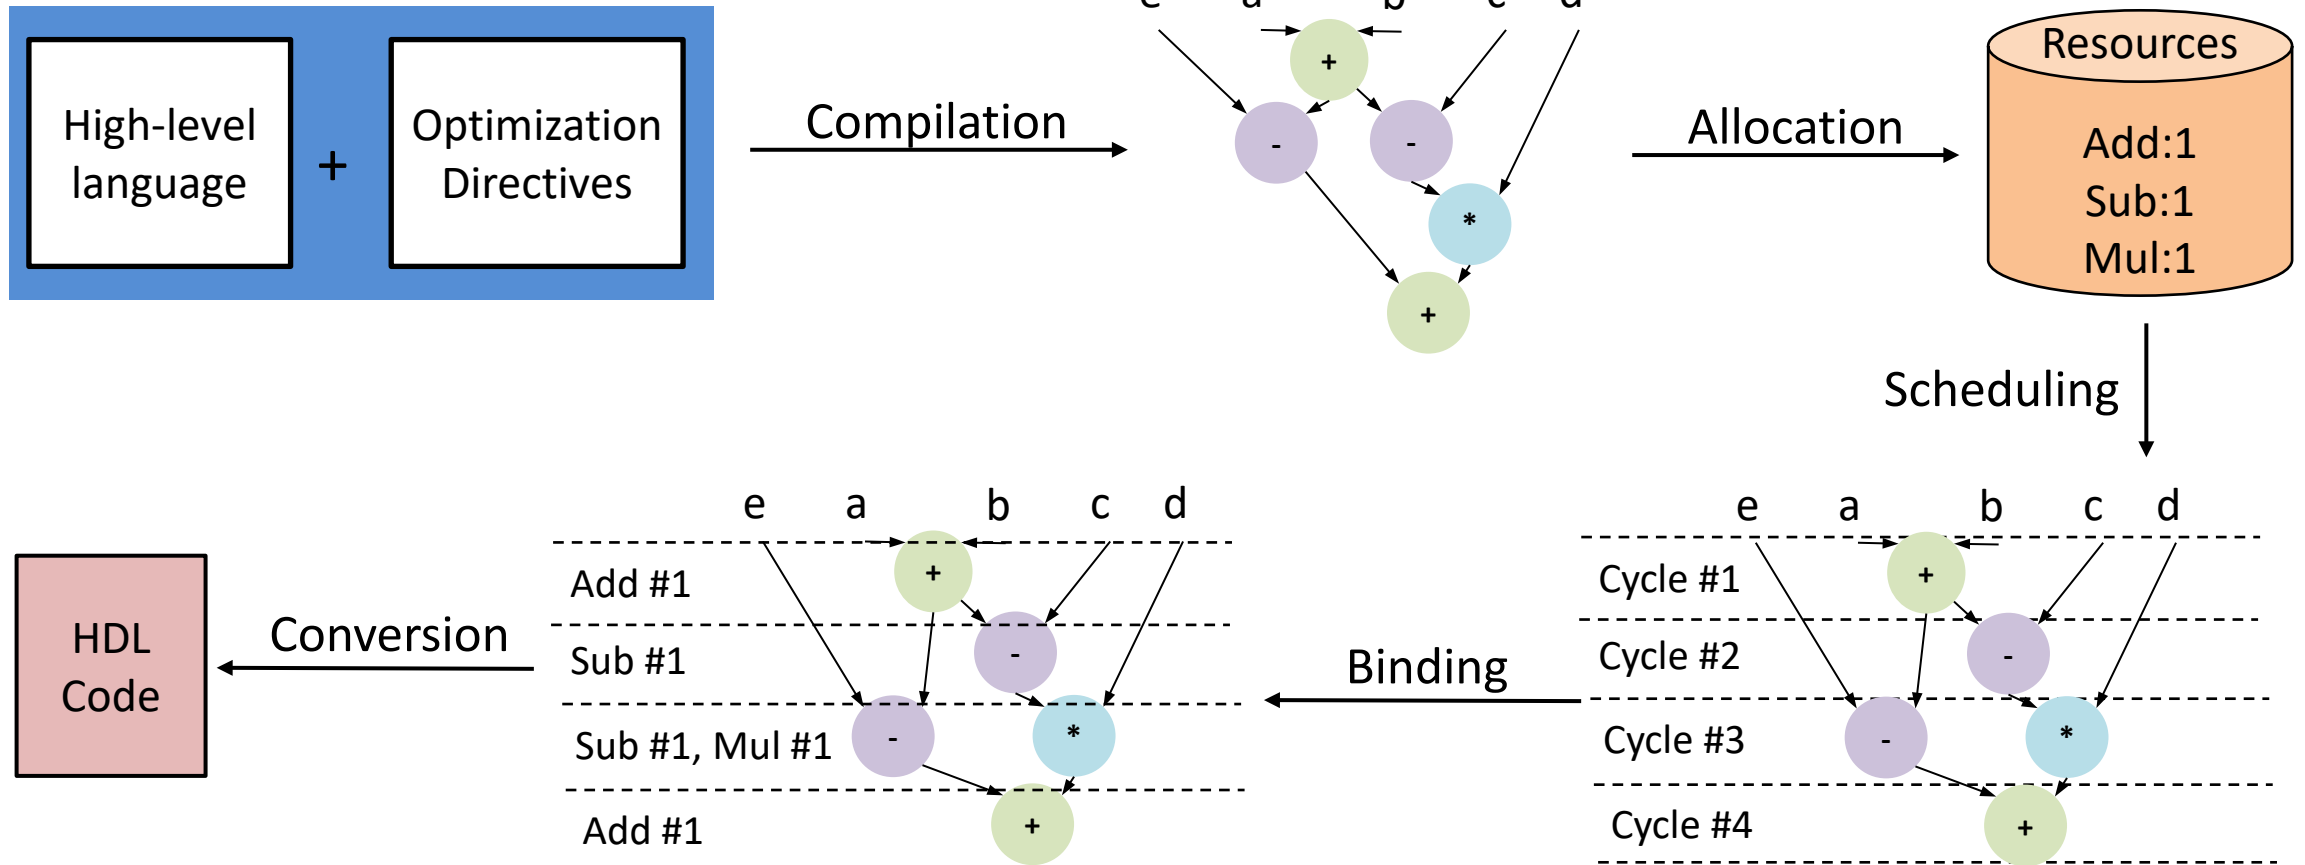 High-level
language
+
Optimization
Directives
Compilation
e a b c d
+
-
-
*
+
Allocation
Resources
Add:1
Sub:1
Mul:1
Scheduling
e a b c d
Cycle #1
+
Cycle #2
-
Cycle #3
-
*
Cycle #4
+
Binding
e a b c d
Add #1
+
Sub #1
-
Sub #1, Mul #1
-
*
Add #1
+
Conversion
HDL
Code